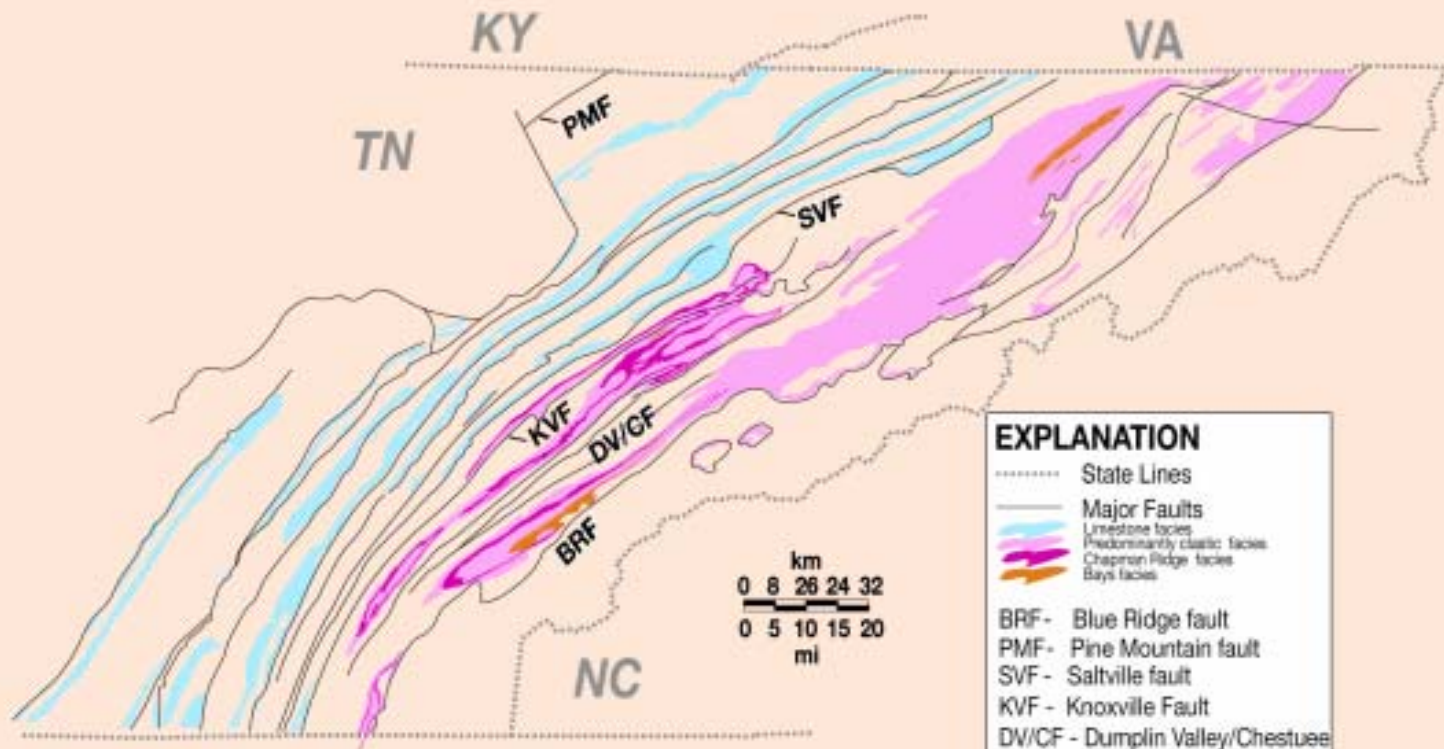 KY
VA
TN
PMF
SVF
KVF
DV/CF
BRF
NC
km
0 8 26 24 32
0 5 10 15 20
mi
EXPLANATION
State Lines
Major Faults
Limestone facies
Predominantly clastic facies
Chapman Ridge facies
Bays facies
BRF- Blue Ridge fault
PMF- Pine Mountain fault
SVF - Saltville fault
KVF - Knoxville Fault
DV/CF - Dumplin Valley/Chestuee